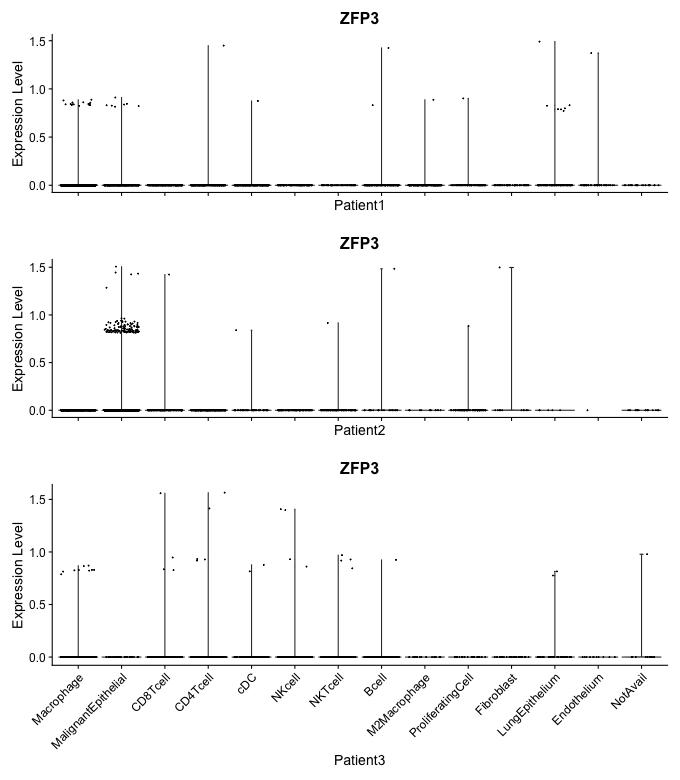 ZFP3
Expression Level
1.5
1.0
0.5
0.0
Patient1
ZFP3
Expression Level
1.5
1.0
0.5
0.0
Patient2
ZFP3
Expression Level
1.5
1.0
0.5
0.0
Macrophage
MalignantEpithelial
CD8Tcell
CD4Tcell
cDC
NKcell
NKTcell
Bcell
M2Macrophage
ProliferatingCell
Fibroblast
LungEpithelium
Endothelium
NotAvail
Patient3